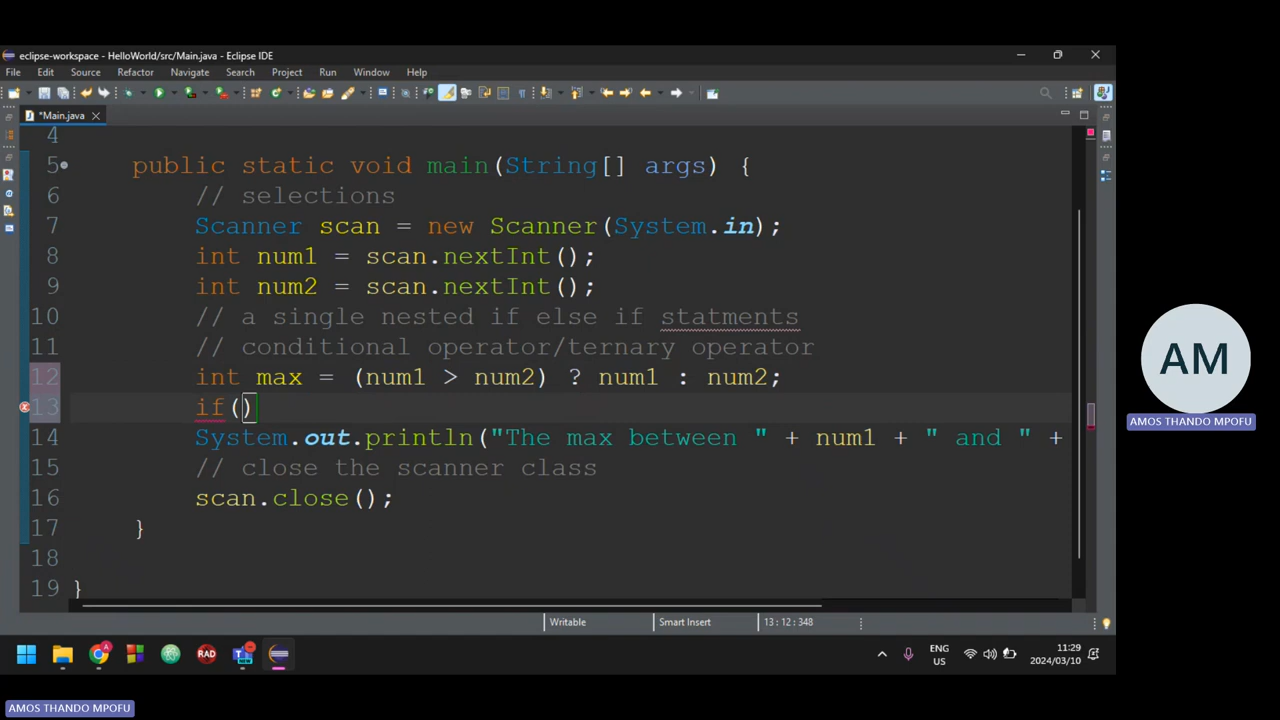 eclipse-workspace - HelloWorld/src/Main.java - Eclipse IDE
File Edit Source Refactor Navigate Search Project Run Window Help
*Main.java
4
5 public static void main(String[] args) {
6 // selections
7 Scanner scan = new Scanner(System.in);
8 int num1 = scan.nextInt();
9 int num2 = scan.nextInt();
10 // a single nested if else if statments
11 // conditional operator/ternary operator
12 int max = (num1 > num2) ? num1 : num2;
13 if()
14 System.out.println("The max between " + num1 + " and " +
15 // close the scanner class
16 scan.close();
17 }
18
19 }
Writable Smart Insert 13 : 12 : 348
RAD
ENG
US
11:29
2024/03/10
AM
AMOS THANDO MPOFU
AMOS THANDO MPOFU